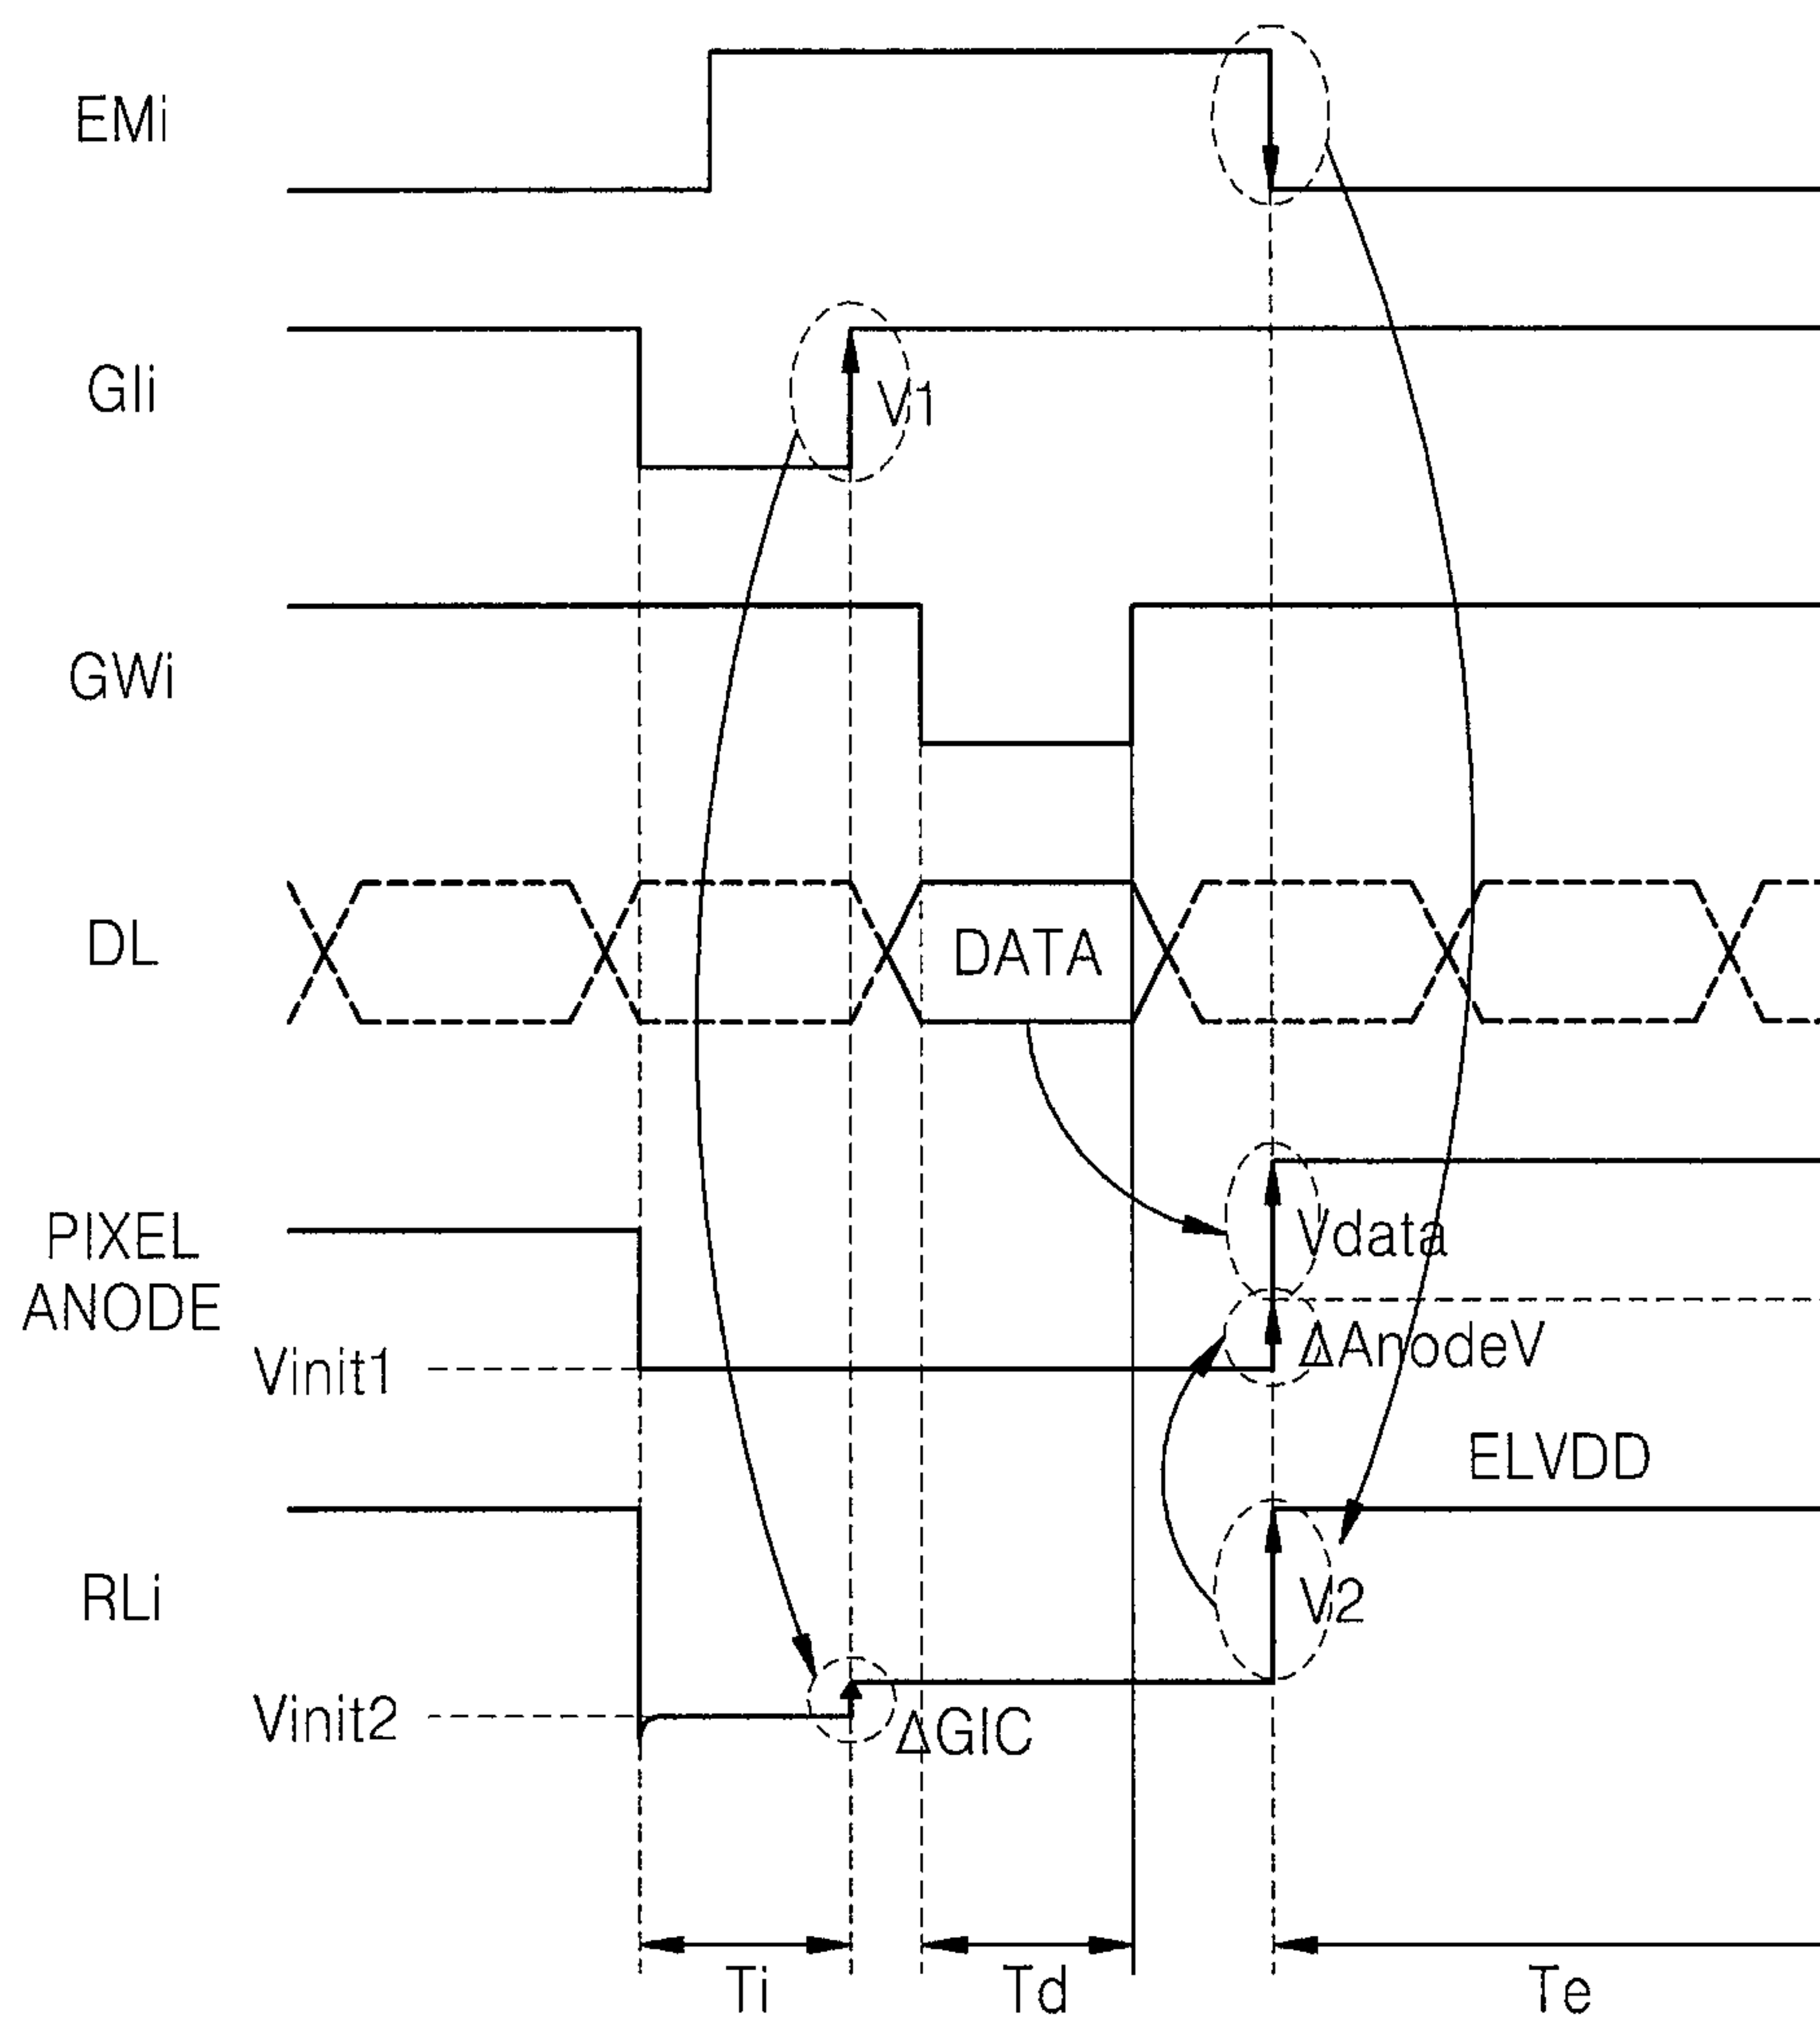 EMi
GIi
V1
GWi
DL
DATA
PIXEL
ANODE
Vdata
Vinit1
ΔAnodeV
ELVDD
RLi
V2
Vinit2
ΔGIC
Ti
Td
Te